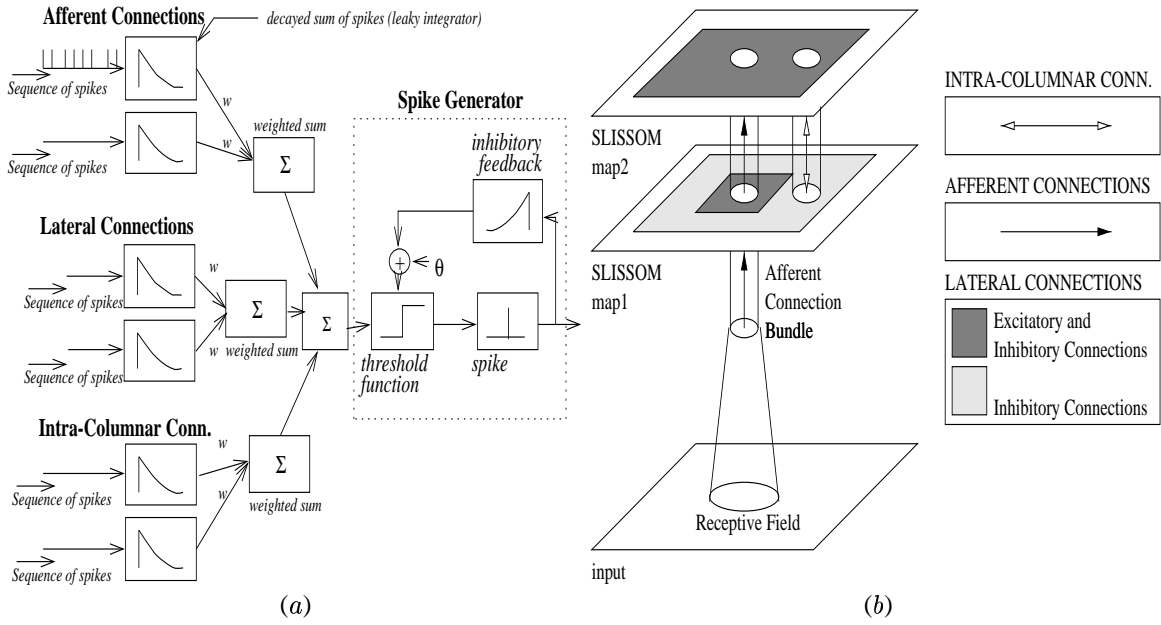 Afferent Connections
decayed sum of spikes (leaky integrator)
Sequence of spikes
w
w
Sequence of spikes
weighted sum
Σ
Lateral Connections
Sequence of spikes
w
w
Sequence of spikes
Σ
weighted sum
Intra-Columnar Conn.
Sequence of spikes
w
w
Sequence of spikes
Σ
weighted sum
Σ
Spike Generator
inhibitory
feedback
+
θ
threshold
function
spike
(a)
SLISSOM
map2
SLISSOM
map1
Afferent
Connection
Bundle
Receptive Field
input
(b)
INTRA-COLUMNAR CONN.
AFFERENT CONNECTIONS
LATERAL CONNECTIONS
Excitatory and
Inhibitory Connections
Inhibitory Connections